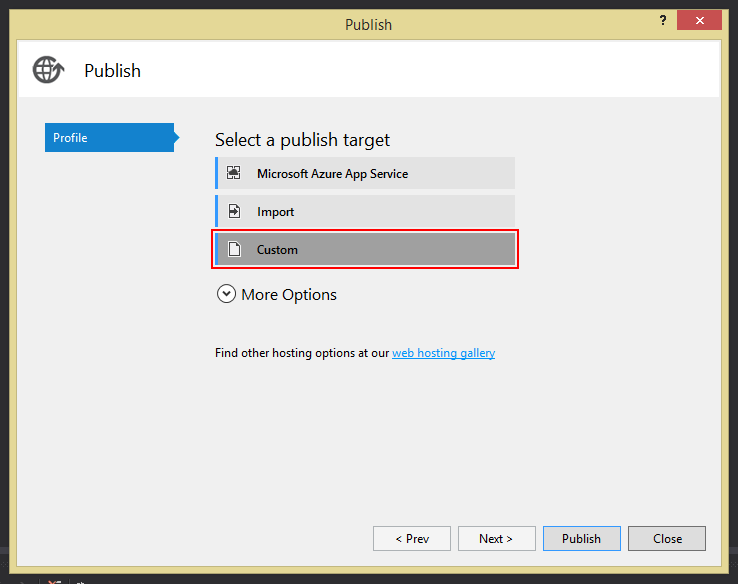 Publish
?
Publish
Profile
Select a publish target
Microsoft Azure App Service
Import
Custom
More Options
Find other hosting options at our web hosting gallery
< Prev
Next >
Publish
Close